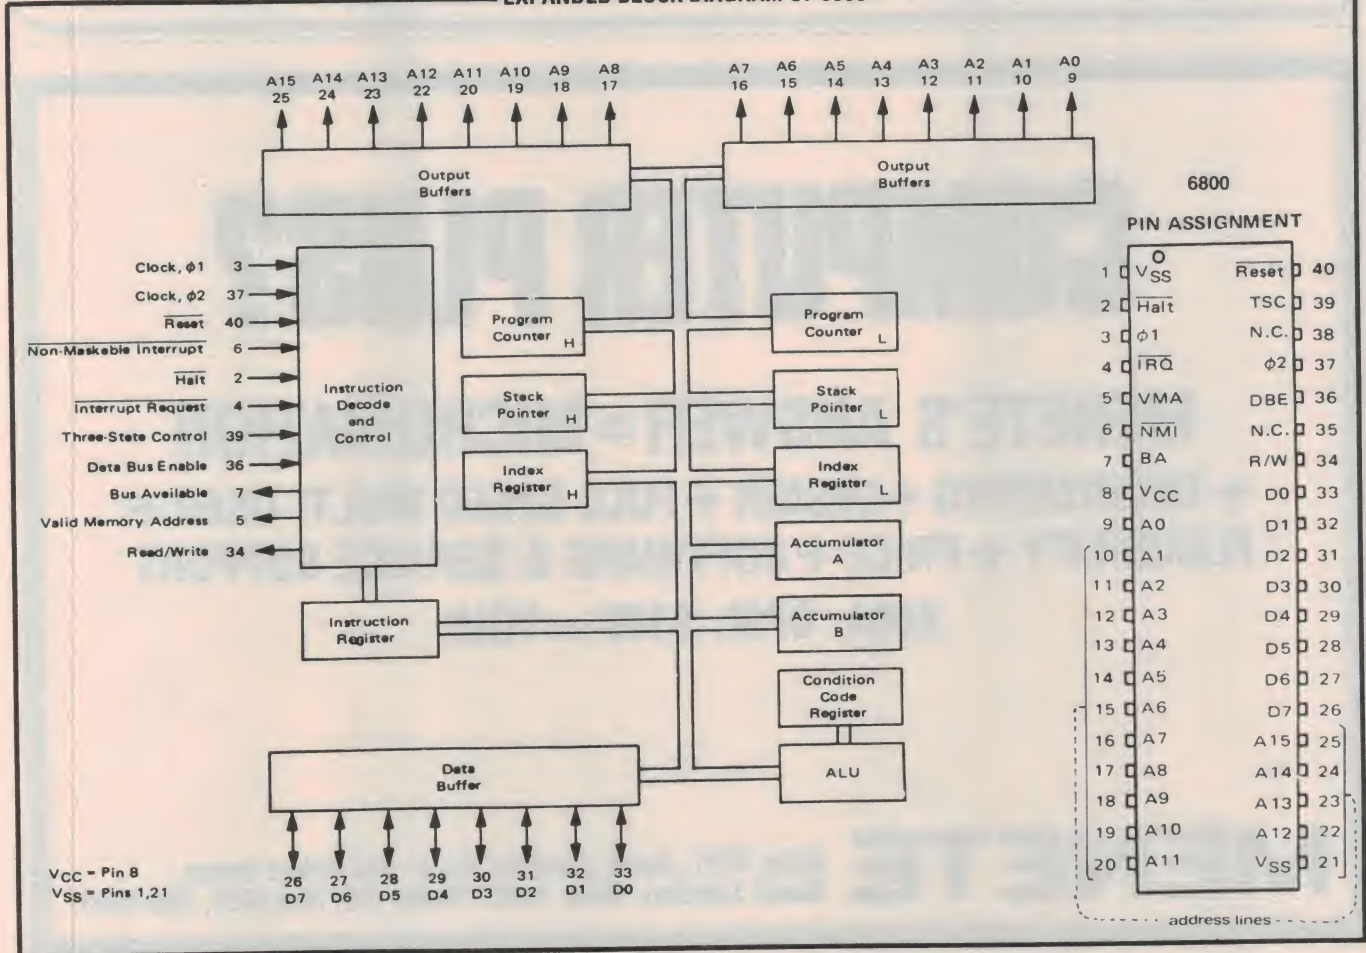 A15 A14 A13 A12 A11 A10 A9 A8 A7 A6 A5 A4 A3 A2 A1 A0
25 24 23 22 20 19 18 17 16 15 14 13 12 11 10 9
Output
Buffers
Output
Buffers
Clock, ϕ1 3
Clock, ϕ2 37
Reset 40
Non-Maskable Interrupt 6
Halt 2
Interrupt Request 4
Three-State Control 39
Data Bus Enable 36
Bus Available 7
Valid Memory Address 5
Read/Write 34
Instruction
Decode
and
Control
Instruction
Register
Program
Counter H
Stack
Pointer H
Index
Register H
Program
Counter L
Stack
Pointer L
Index
Register L
Accumulator
A
Accumulator
B
Condition
Code
Register
ALU
Data
Buffer
26 27 28 29 30 31 32 33
D7 D6 D5 D4 D3 D2 D1 D0
VCC = Pin 8
VSS = Pins 1,21
6800
PIN ASSIGNMENT
1 VSS Reset 40
2 Halt TSC 39
3 ϕ1 N.C. 38
4 IRQ ϕ2 37
5 VMA DBE 36
6 NMI N.C. 35
7 BA R/W 34
8 VCC D0 33
9 A0 D1 32
10 A1 D2 31
11 A2 D3 30
12 A3 D4 29
13 A4 D5 28
14 A5 D6 27
15 A6 D7 26
16 A7 A15 25
17 A8 A14 24
18 A9 A13 23
19 A10 A12 22
20 A11 VSS 21
address lines